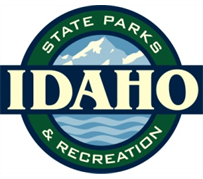 STATE PARKS
IDAHO
& RECREATION